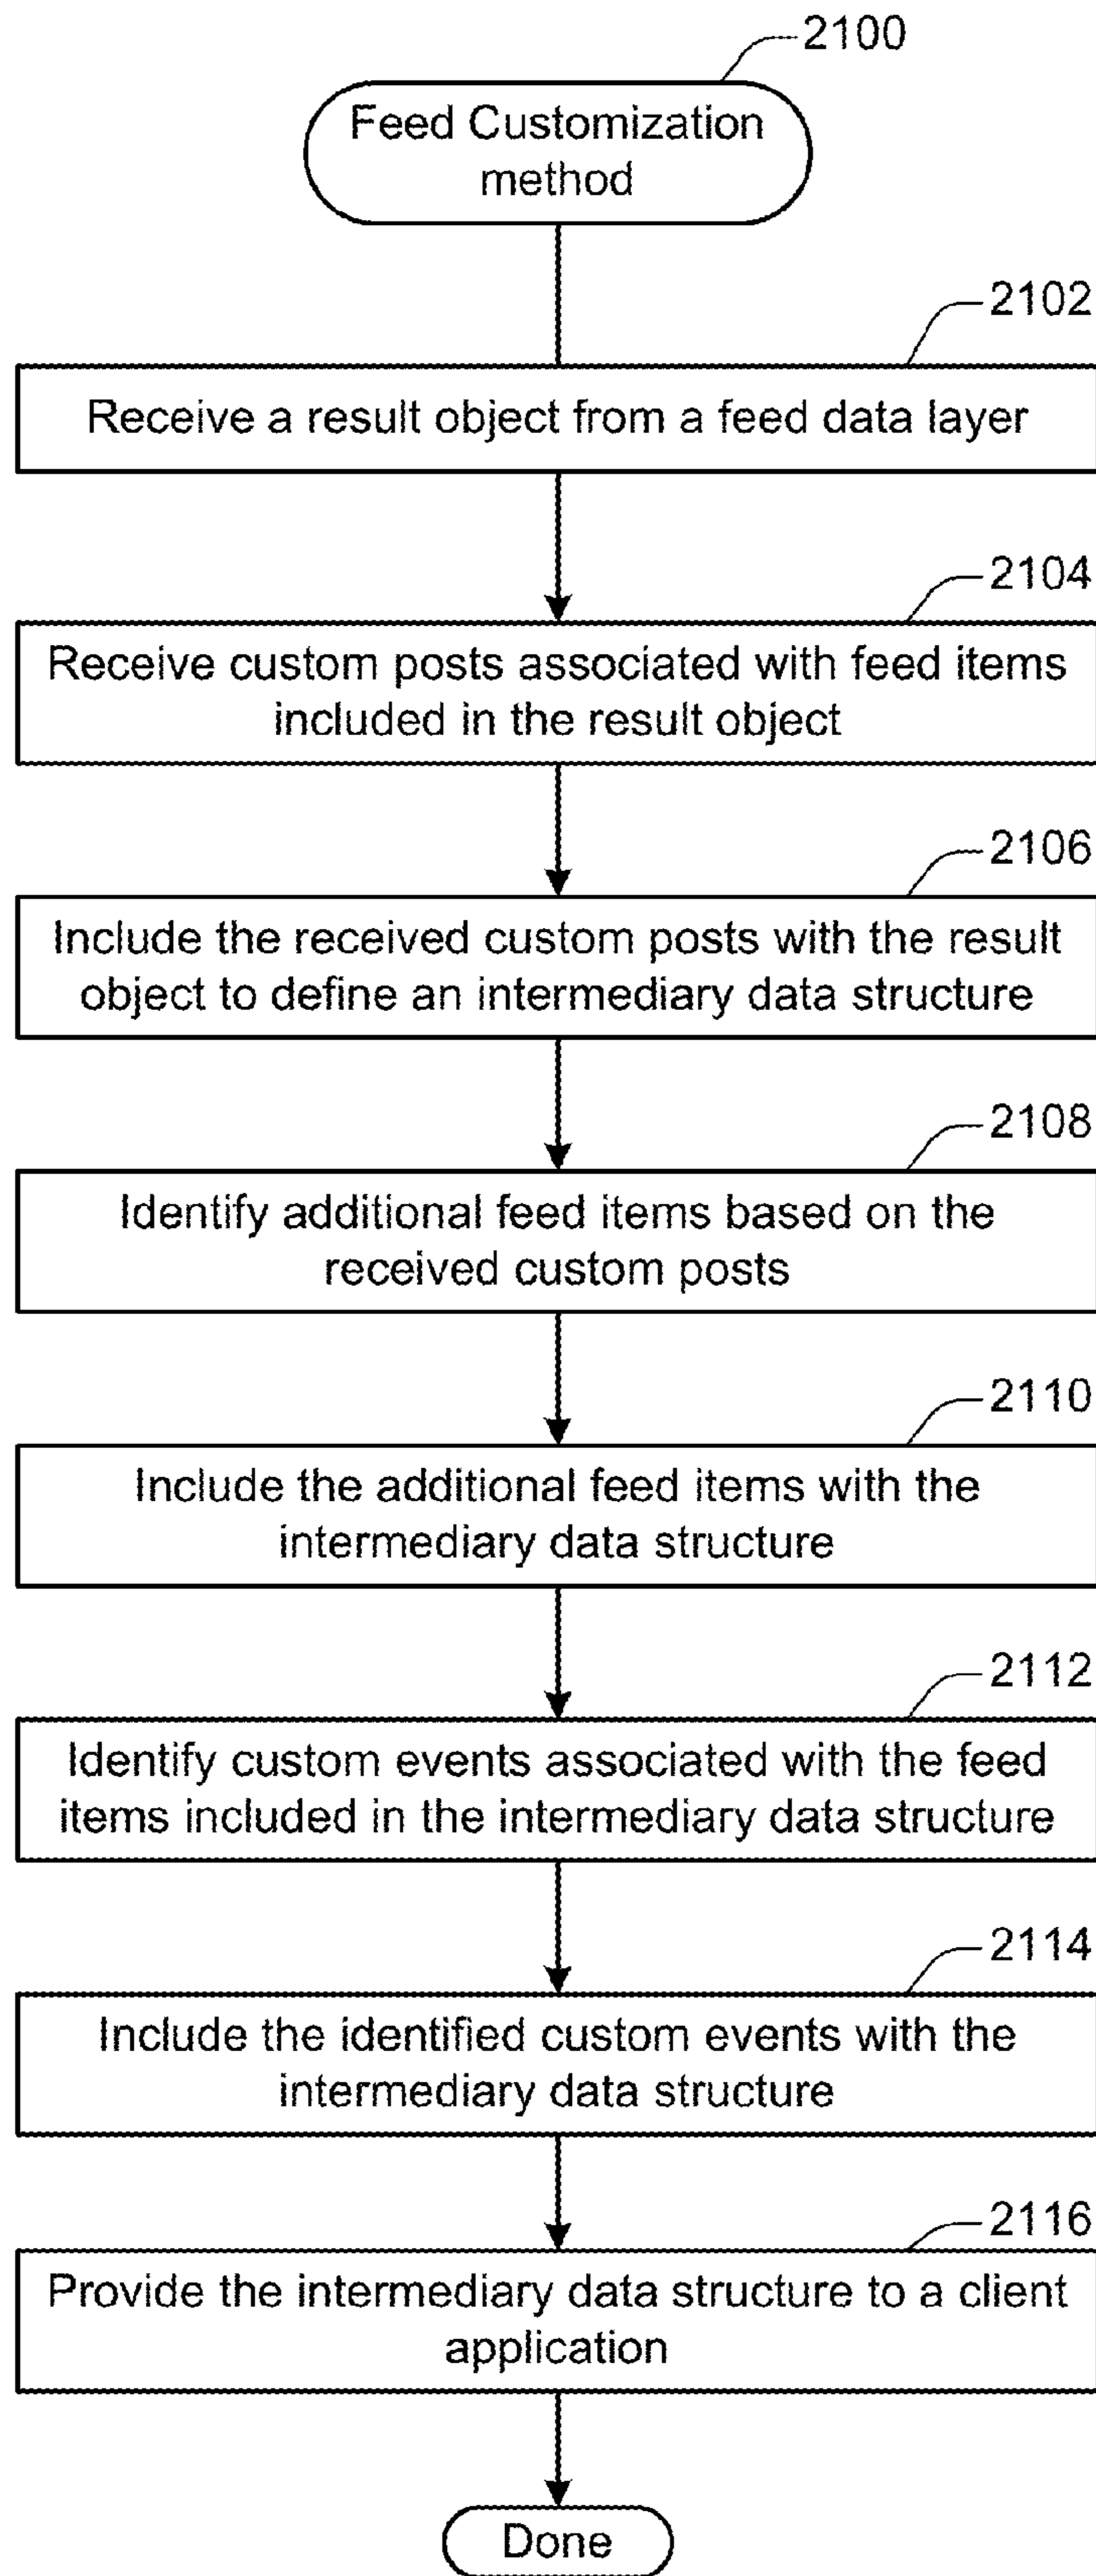 2100
Feed Customization
method
2102
Receive a result object from a feed data layer
2104
Receive custom posts associated with feed items
included in the result object
2106
Include the received custom posts with the result
object to define an intermediary data structure
2108
Identify additional feed items based on the
received custom posts
2110
Include the additional feed items with the
intermediary data structure
2112
Identify custom events associated with the feed
items included in the intermediary data structure
2114
Include the identified custom events with the
intermediary data structure
2116
Provide the intermediary data structure to a client
application
Done